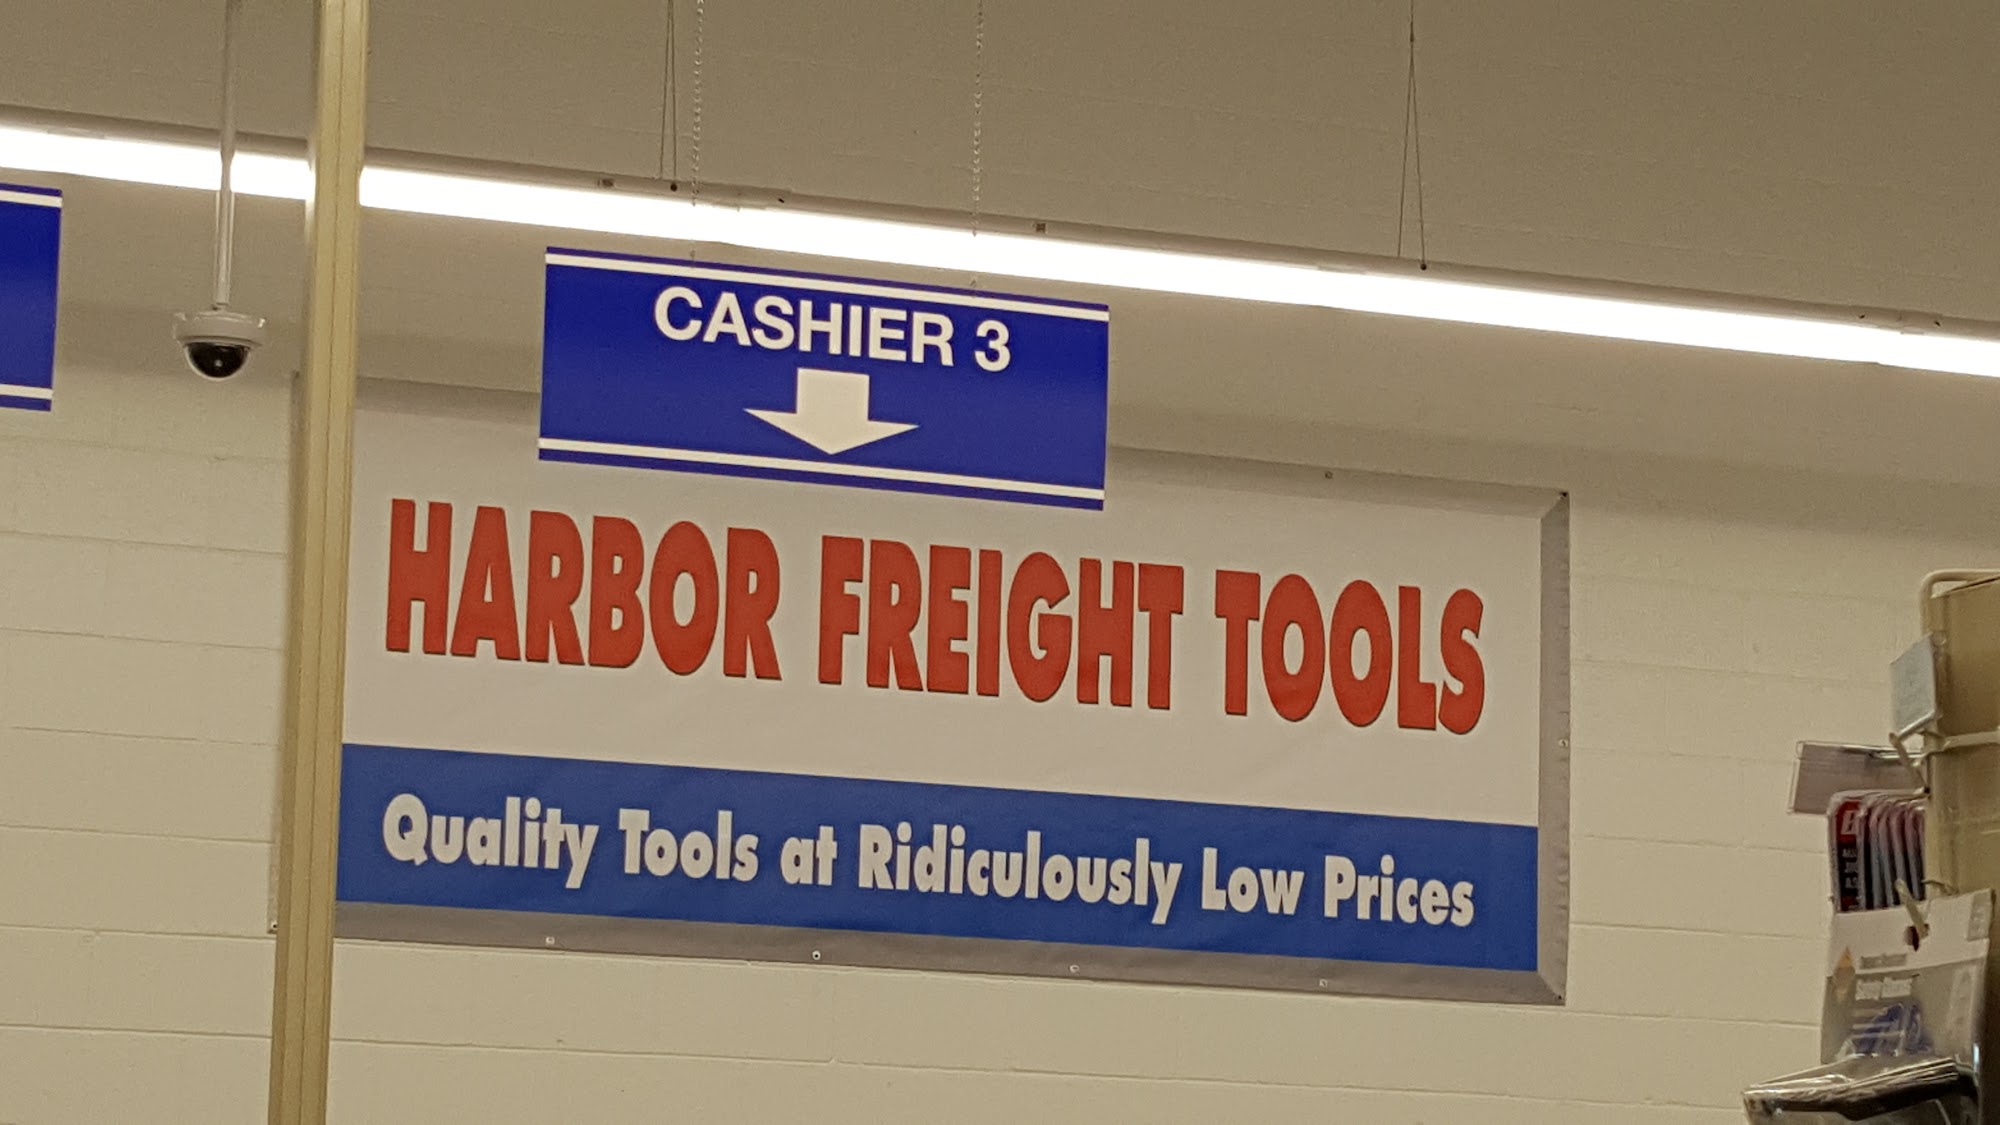 CASHIER 3
HARBOR FREIGHT TOOLS
Quality Tools at Ridiculously Low Prices